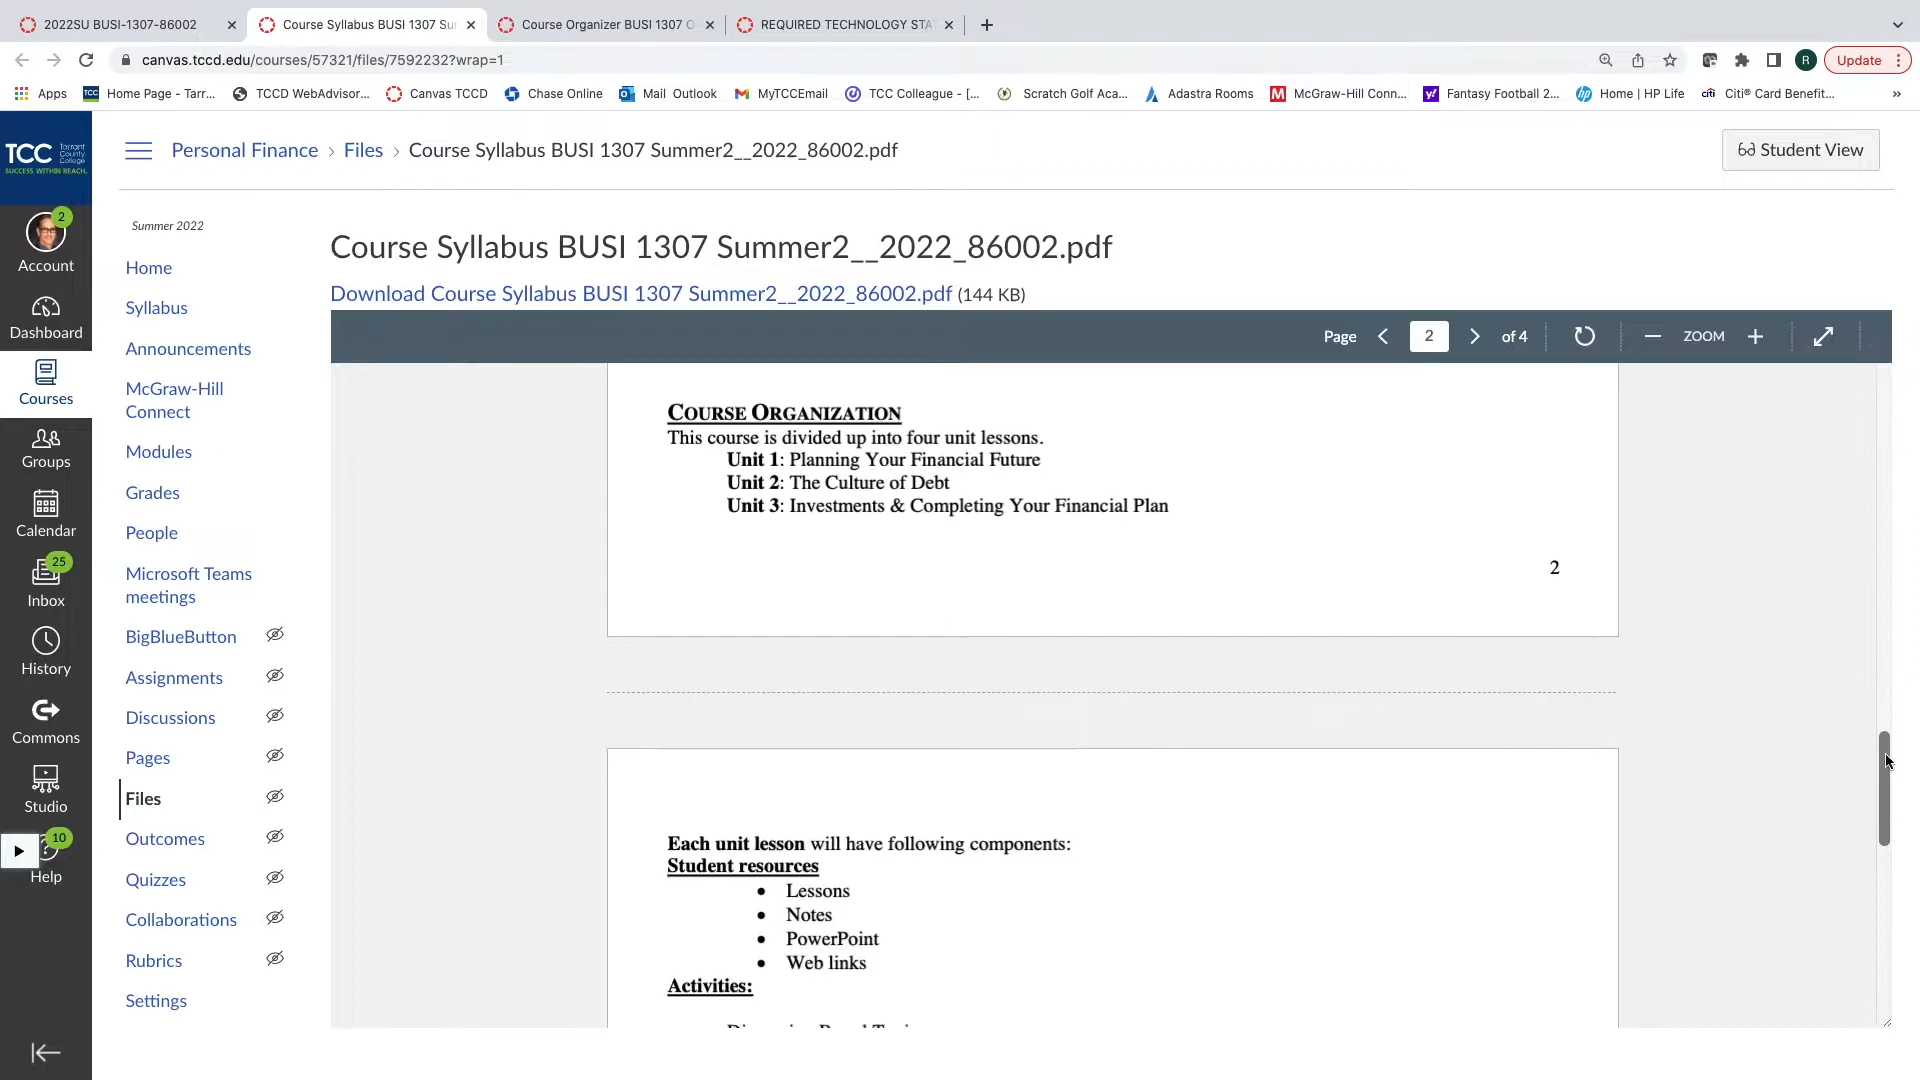 2022SU BUSI-1307-86002
Course Syllabus BUSI 1307 Su
Course Organizer BUSI 1307 O
REQUIRED TECHNOLOGY STA
canvas.tccd.edu/courses/57321/files/7592232?wrap=1
R
Update
Apps
TCC
Home Page - Tarr...
TCCD WebAdvisor...
Canvas TCCD
Chase Online
Mail Outlook
MyTCCEmail
TCC Colleague - [...
Scratch Golf Aca...
Adastra Rooms
McGraw-Hill Conn...
Fantasy Football 2...
Home | HP Life
citi
Citi® Card Benefit...
»
TCC Tarrant County College
SUCCESS WITHIN REACH.
2
Account
Dashboard
Courses
Groups
Calendar
25
Inbox
History
Commons
Studio
10
Help
Personal Finance › Files › Course Syllabus BUSI 1307 Summer2__2022_86002.pdf
Student View
Summer 2022
Home
Syllabus
Announcements
McGraw-Hill
Connect
Modules
Grades
People
Microsoft Teams
meetings
BigBlueButton
Assignments
Discussions
Pages
Files
Outcomes
Quizzes
Collaborations
Rubrics
Settings
Course Syllabus BUSI 1307 Summer2__2022_86002.pdf
Download Course Syllabus BUSI 1307 Summer2__2022_86002.pdf (144 KB)
Page 2 of 4
ZOOM
COURSE ORGANIZATION
This course is divided up into four unit lessons.
Unit 1: Planning Your Financial Future
Unit 2: The Culture of Debt
Unit 3: Investments & Completing Your Financial Plan
2
Each unit lesson will have following components:
Student resources
• Lessons
• Notes
• PowerPoint
• Web links
Activities: